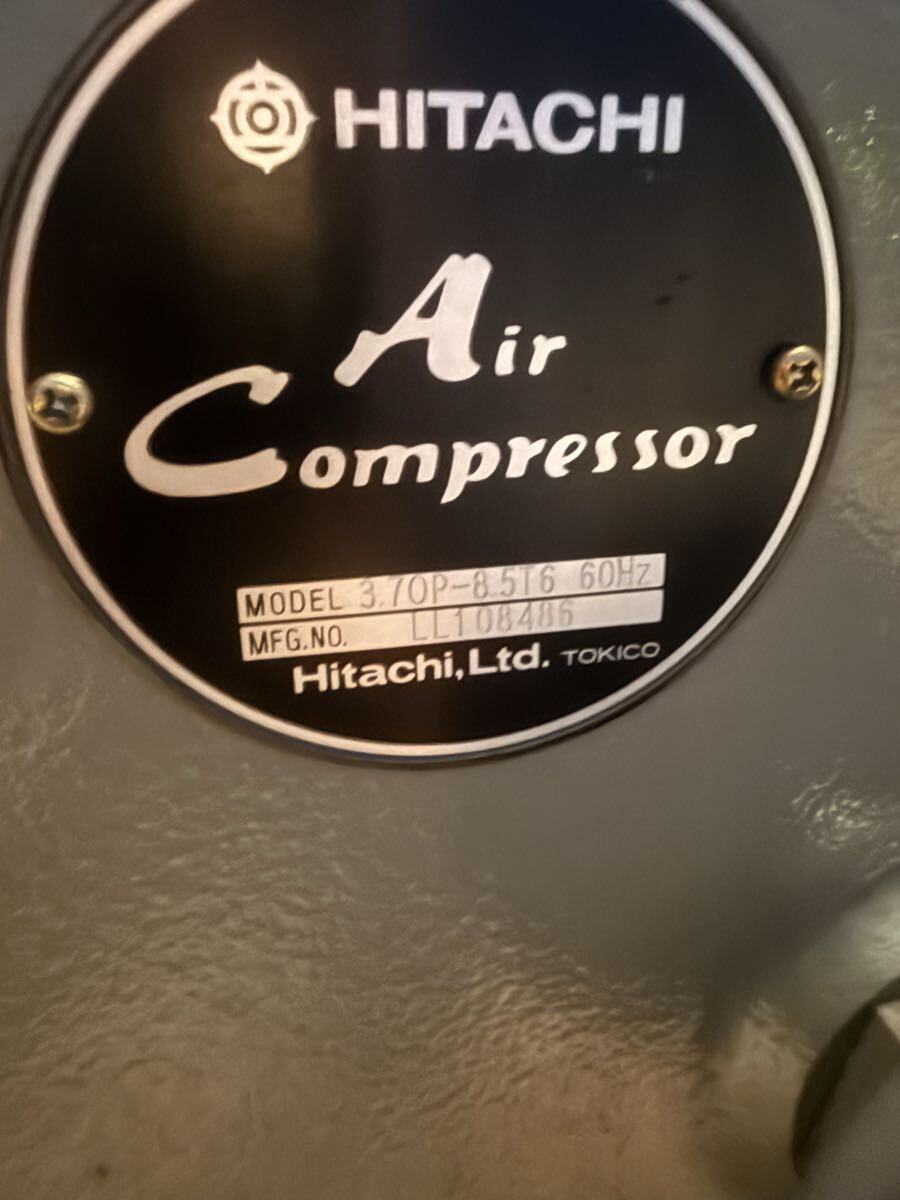 HITACHI
Air
Compressor
MODEL 3.7OP-8.5T6 60Hz
MFG.NO. LL108486
Hitachi,Ltd. TOKICO